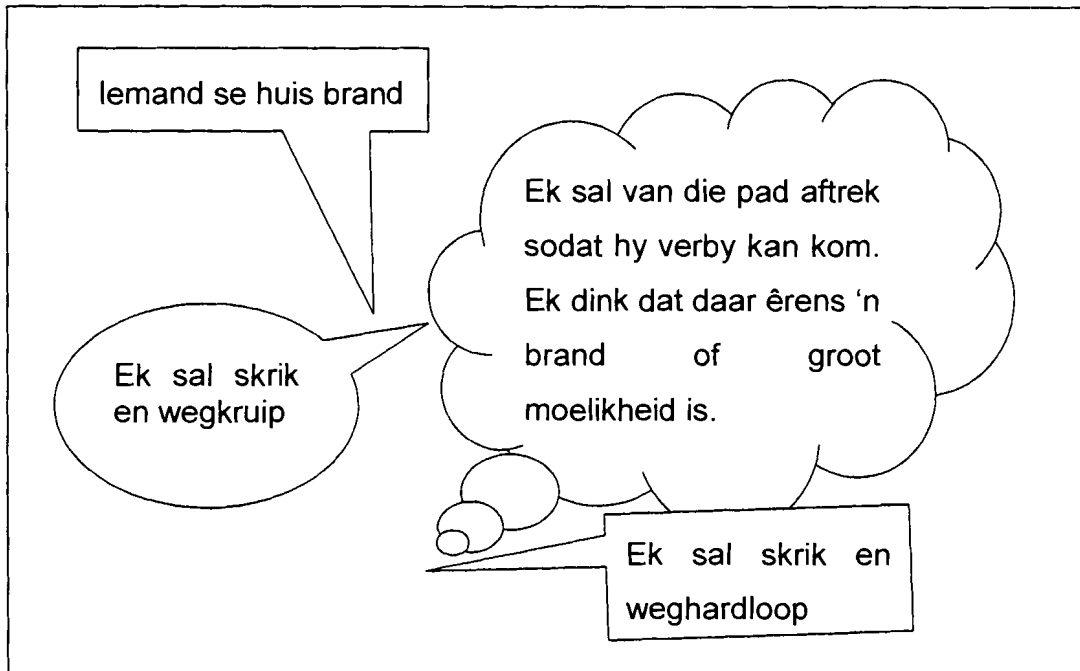 Iemand se huis brand
Ek sal van die pad aftrek
sodat hy verby kan kom.
Ek dink dat daar êrens ‘n
brand of groot
moelikheid is.
Ek sal skrik
en wegkruip
Ek sal skrik en
weghardloop